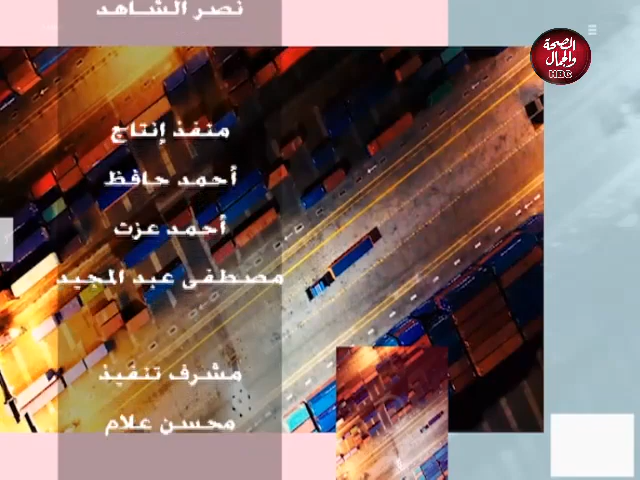 نصر الشاهد
الصحة
والجمال
HBC
منفذ إنتاج
أحمد حافظ
أحمد عزت
مصطفى عبد المجيد
مشرف تنفيذ
محسن علام